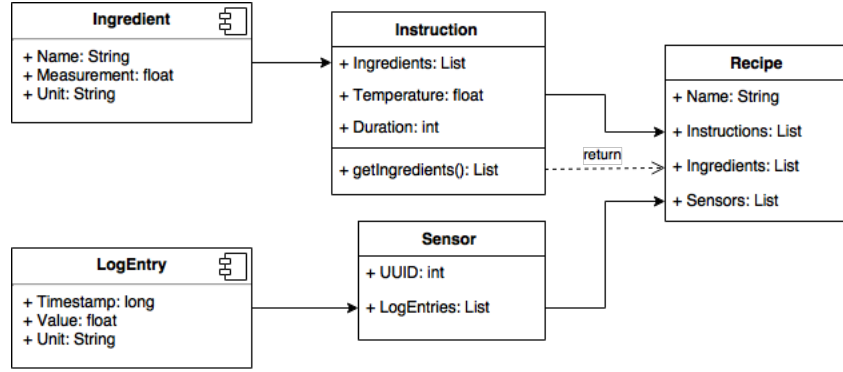 Ingredient
+ Name: String
+ Measurement: float
+ Unit: String
Instruction
+ Ingredients: List
+ Temperature: float
+ Duration: int
+ getIngredients(): List
return
Recipe
+ Name: String
+ Instructions: List
+ Ingredients: List
+ Sensors: List
LogEntry
+ Timestamp: long
+ Value: float
+ Unit: String
Sensor
+ UUID: int
+ LogEntries: List